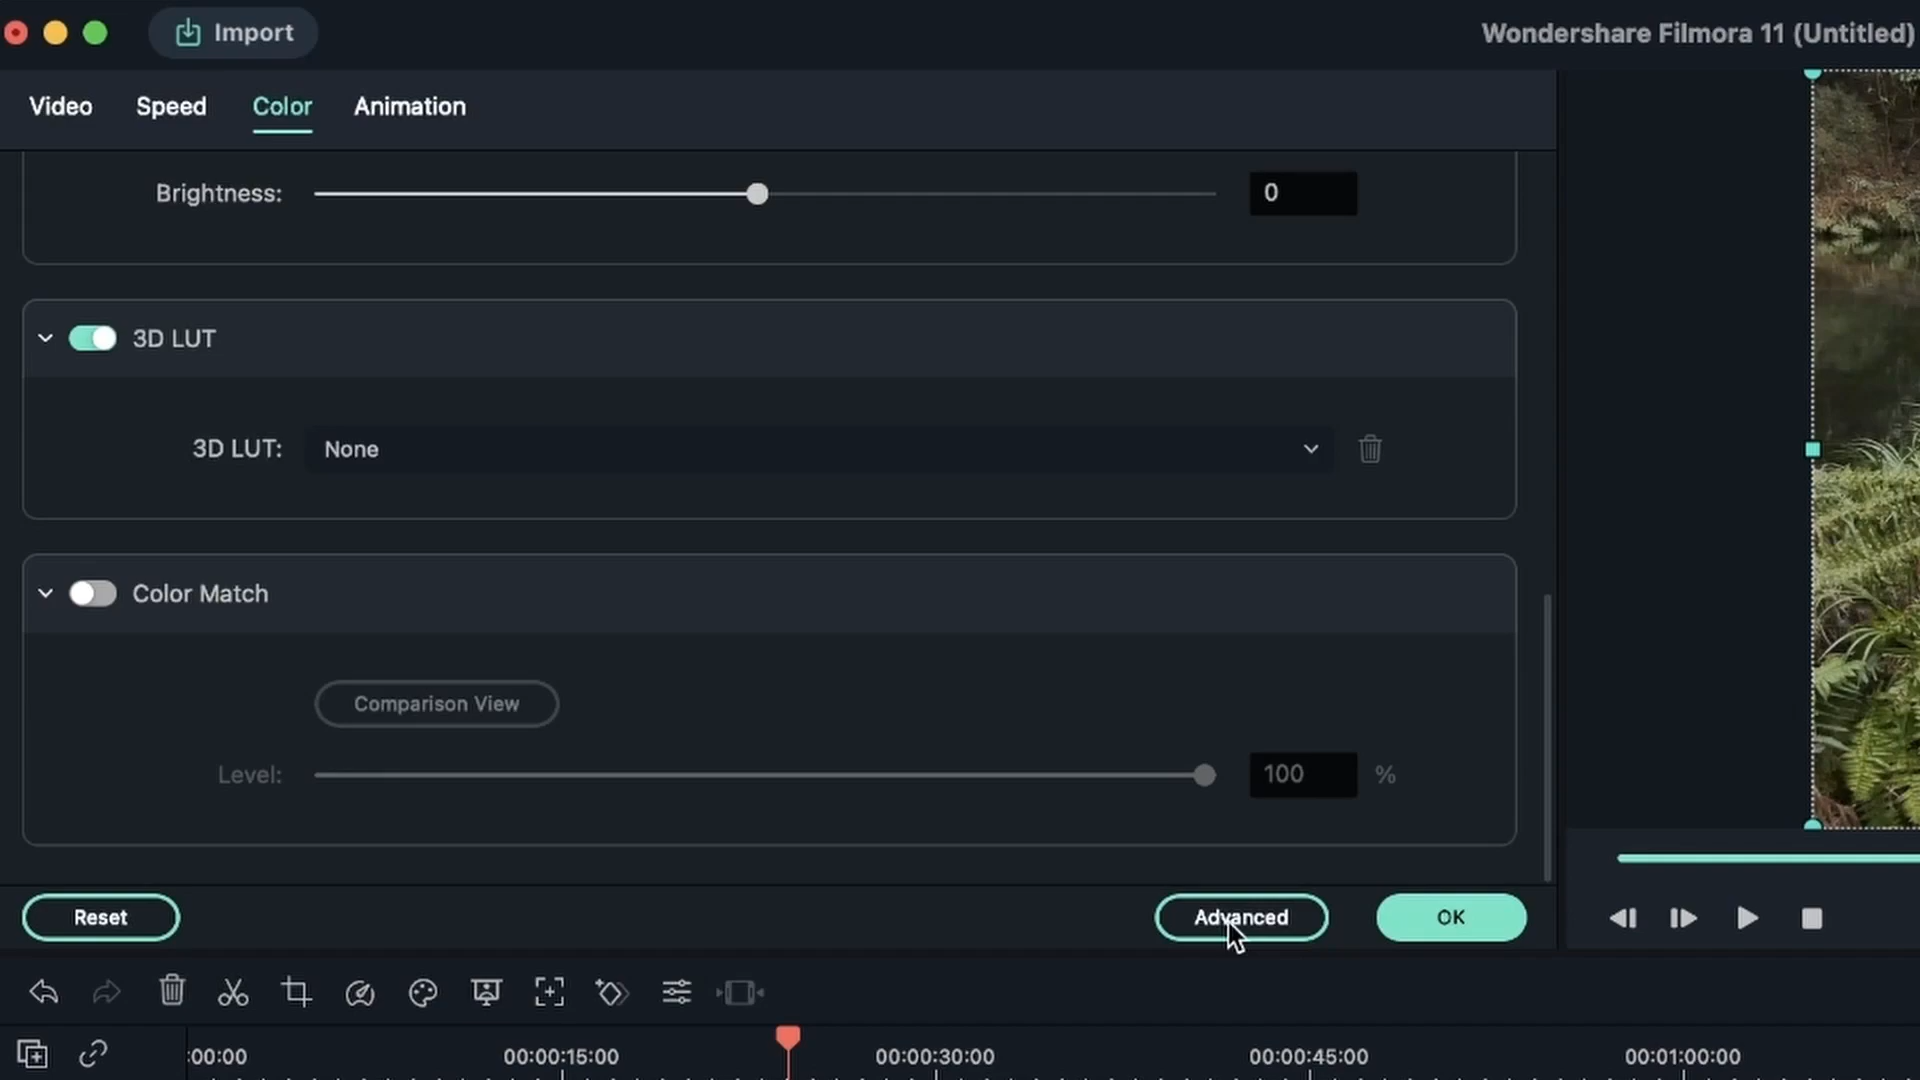 Import
Wondershare Filmora 11 (Untitled)
Video Speed Color Animation
Brightness: 0
3D LUT
3D LUT: None
Color Match
Comparison View
Level: 100 %
Reset Advanced OK
:00:00 00:00:15:00 00:00:30:00 00:00:45:00 00:01:00:00